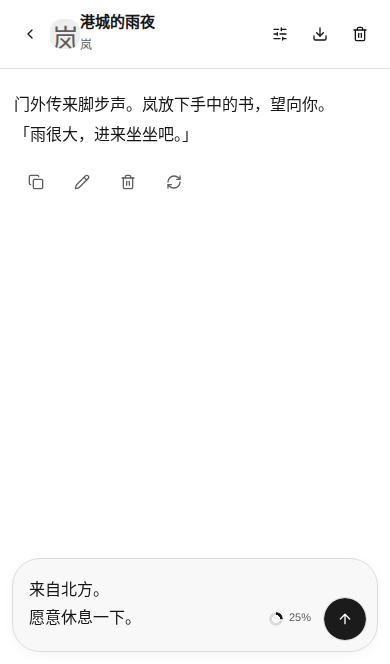 岚
港城的雨夜
岚
门外传来脚步声。岚放下手中的书，望向你。
「雨很大，进来坐坐吧。」
来自北方。
愿意休息一下。
25%